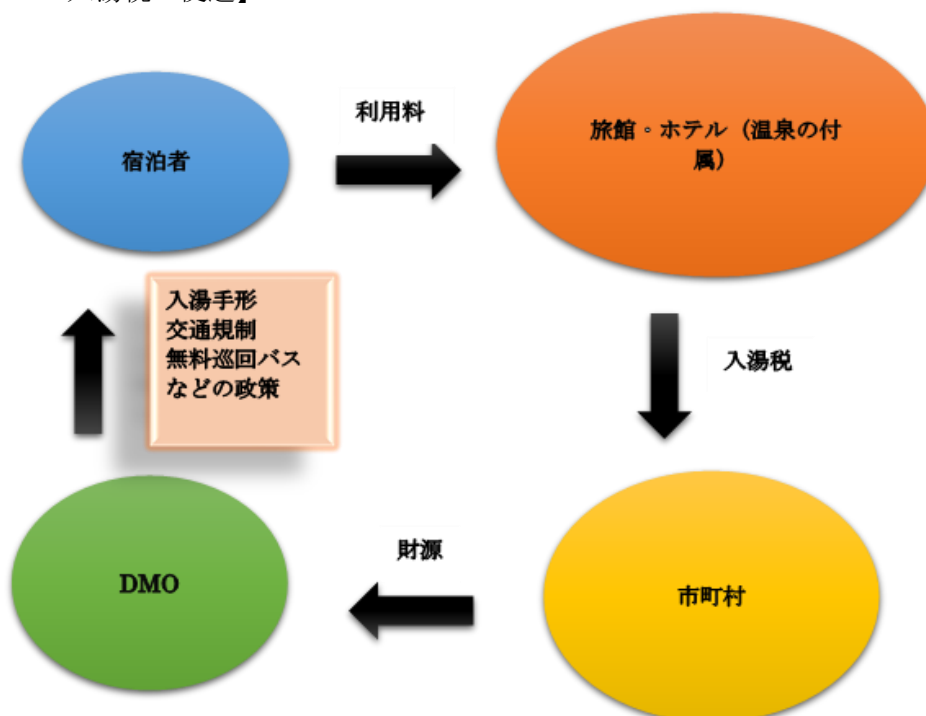 利用料
宿泊者
旅館・ホテル（温泉の付
属）
入湯手形
交通規制
無料巡回バス
などの政策
入湯税
DMO
財源
市町村